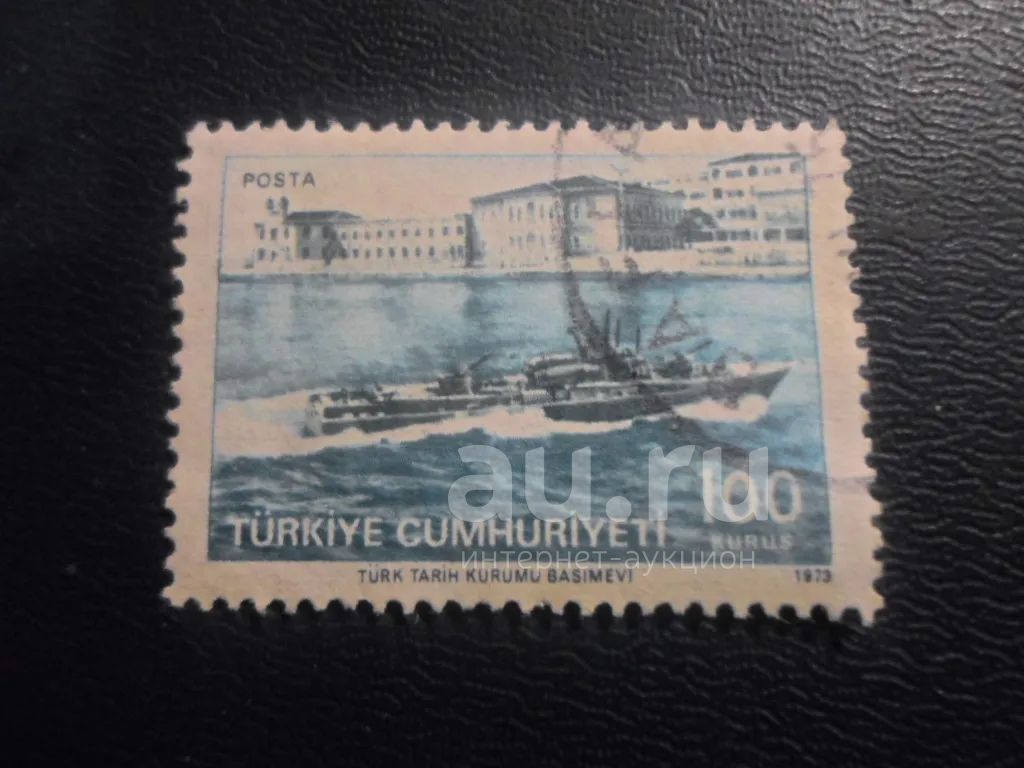 POSTA
au.ru
100
TÜRKİYE CUMHURİYETİ
KURUŞ
интернет-аукцион
TÜRK TARİH KURUMU BASIMEVİ 1973